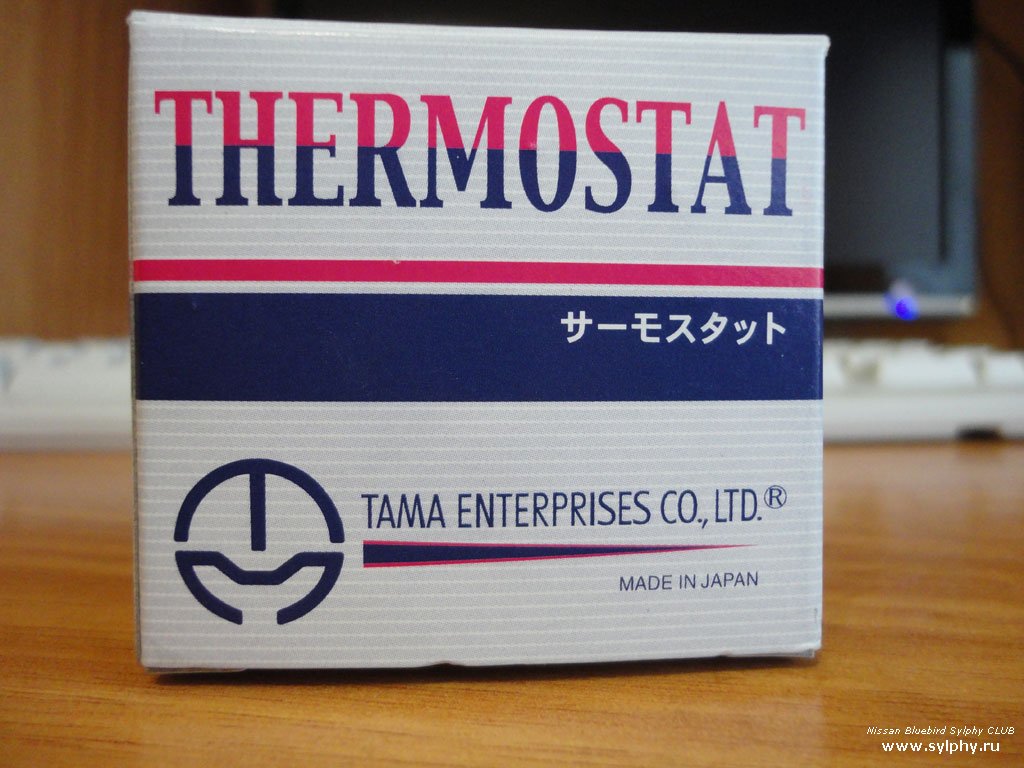 THERMOSTAT
サーモスタット
TAMA ENTERPRISES CO., LTD.®
MADE IN JAPAN
Nissan Bluebird Sylphy CLUB
www.sylphy.ru